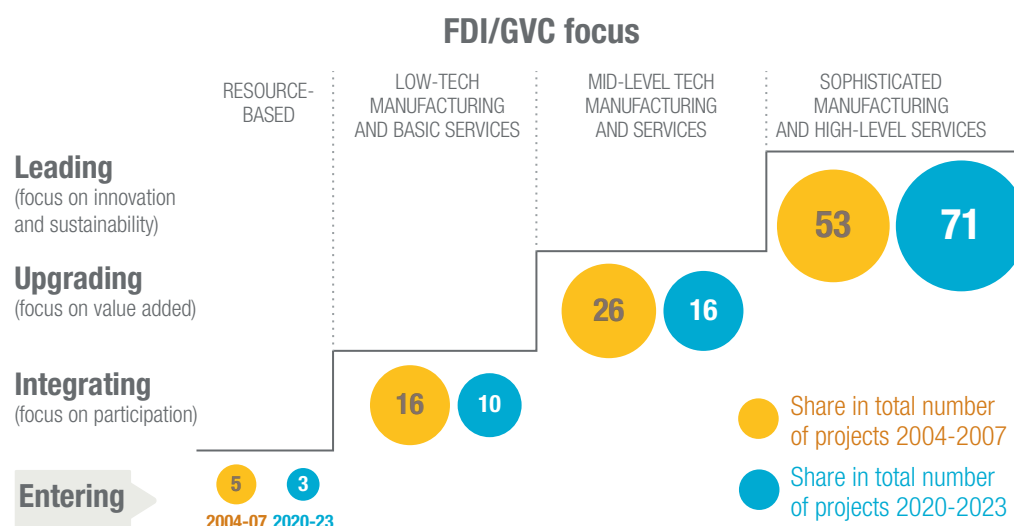 FDI/GVC focus
RESOURCE-
BASED
LOW-TECH
MANUFACTURING
AND BASIC SERVICES
MID-LEVEL TECH
MANUFACTURING
AND SERVICES
SOPHISTICATED
MANUFACTURING
AND HIGH-LEVEL SERVICES
Leading
(focus on innovation
and sustainability)
53
71
Upgrading
(focus on value added)
26
16
Integrating
(focus on participation)
16
10
Share in total number
of projects 2004-2007
Share in total number
of projects 2020-2023
Entering
5
3
2004-07 2020-23